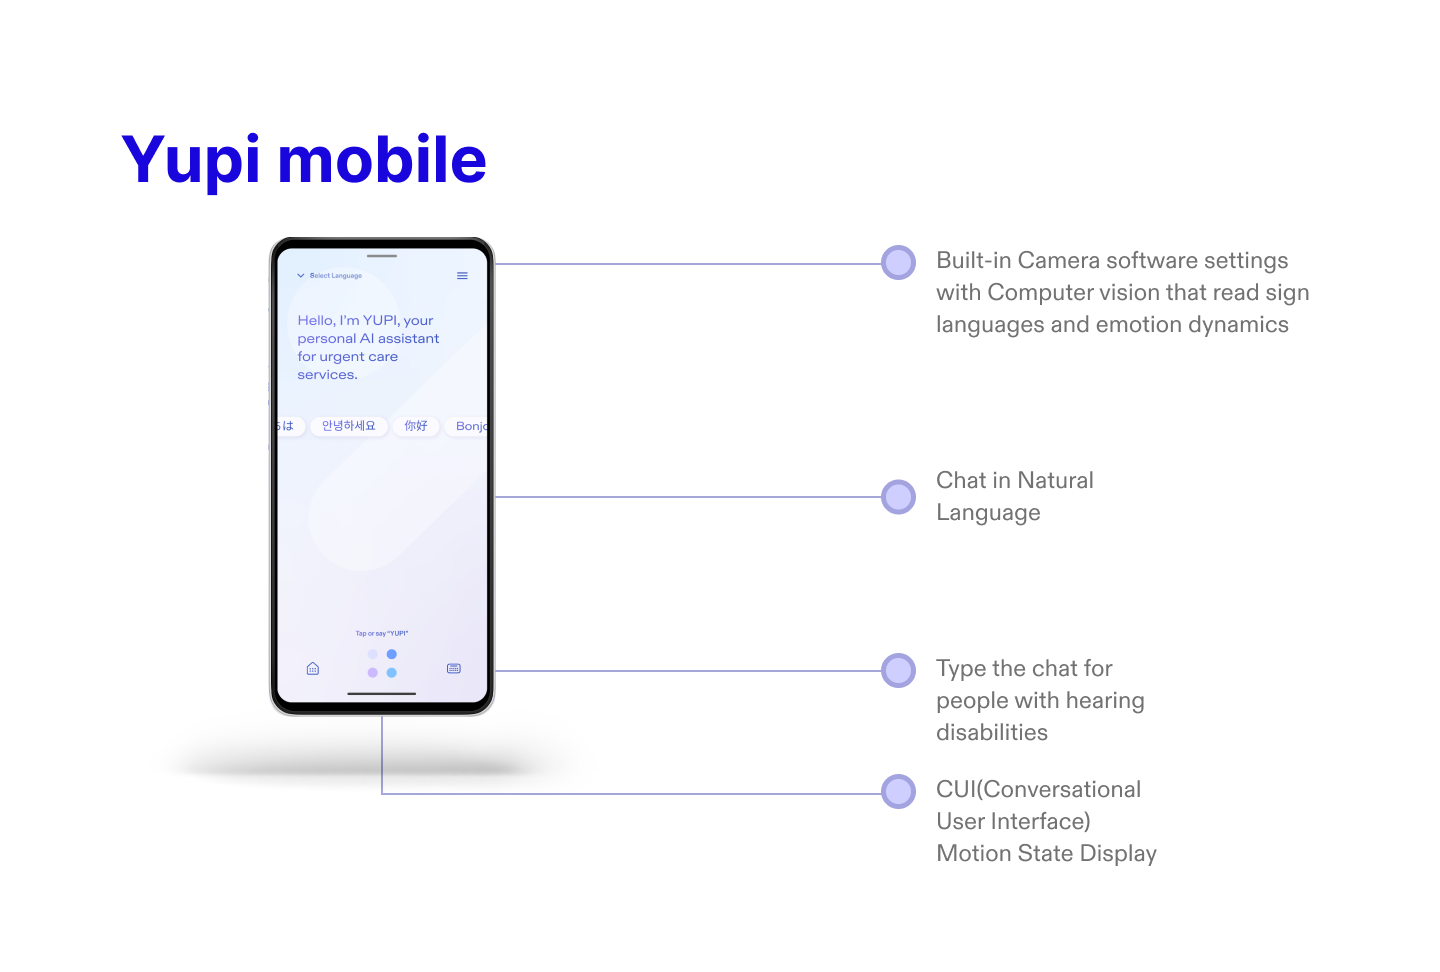 Yupi mobile
Select Language
Hello, I'm YUPI, your
personal AI assistant
for urgent care
services.
は 안녕하세요 你好 Bonjo
Tap or say "YUPI"
Built-in Camera software settings
with Computer vision that read sign
languages and emotion dynamics
Chat in Natural
Language
Type the chat for
people with hearing
disabilities
CUI(Conversational
User Interface)
Motion State Display